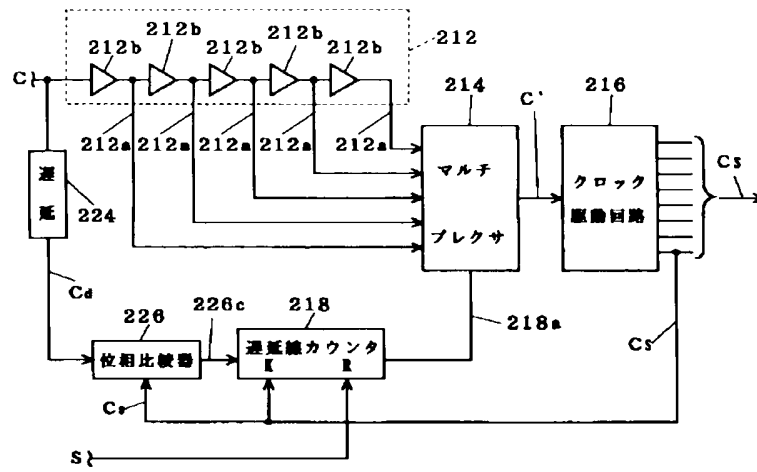 212b 212b 212b 212b 212b 212
C
212a 212a 212a 212a 212a
214 C' 216
マルチ
プレクサ
クロック
駆動回路
Cs
遅
延
224
Cd
226 226c 218
218a
位相比較器
遅延線カウンタ
K R
Cs
Cs
S